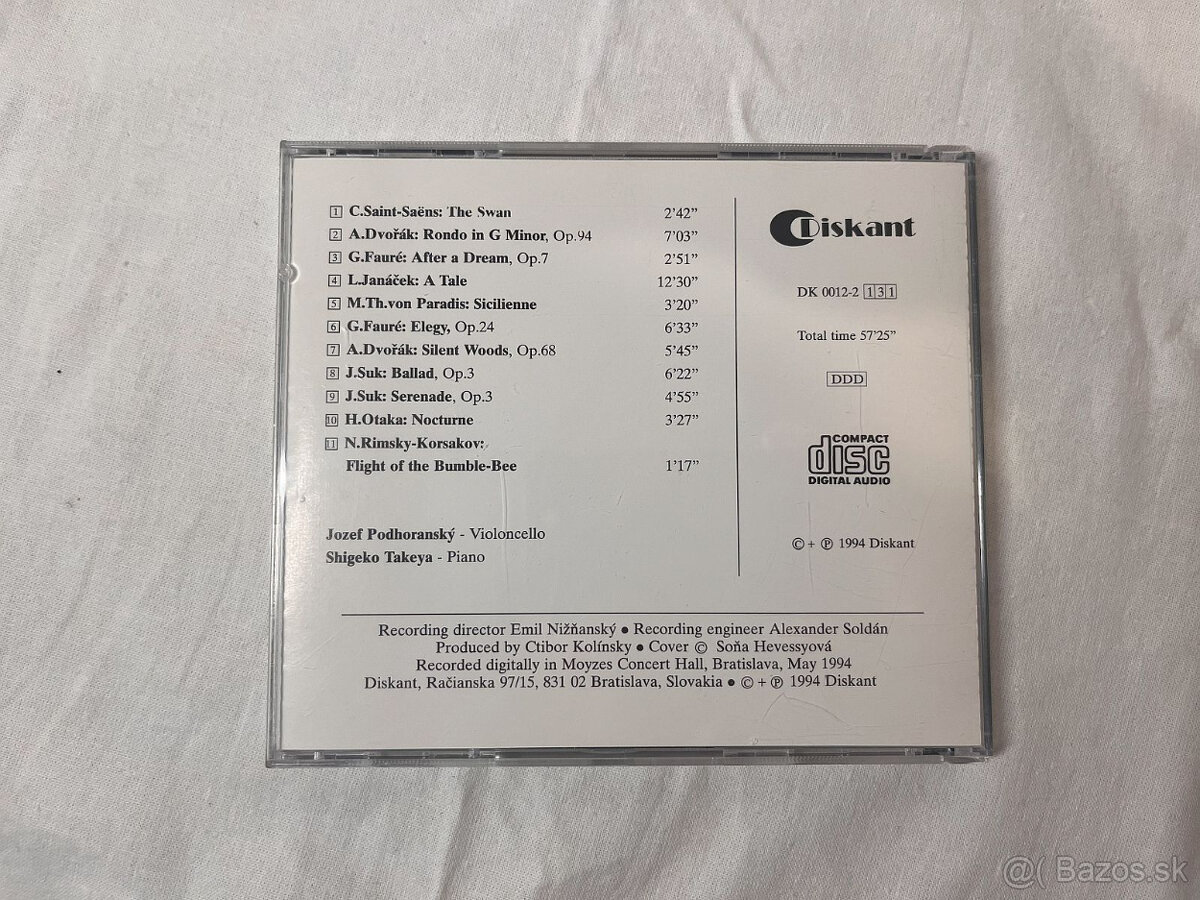 1 C.Saint-Saëns: The Swan 2'42"
2 A.Dvořák: Rondo in G Minor, Op.94 7'03"
3 G.Fauré: After a Dream, Op.7 2'51"
4 L.Janáček: A Tale 12'30"
5 M.Th.von Paradis: Sicilienne 3'20"
6 G.Fauré: Elegy, Op.24 6'33"
7 A.Dvořák: Silent Woods, Op.68 5'45"
8 J.Suk: Ballad, Op.3 6'22"
9 J.Suk: Serenade, Op.3 4'55"
10 H.Otaka: Nocturne 3'27"
11 N.Rimsky-Korsakov:
Flight of the Bumble-Bee 1'17"
Jozef Podhoranský - Violoncello
Shigeko Takeya - Piano
Diskant
DK 0012-2 131
Total time 57'25"
DDD
COMPACT
disc
DIGITAL AUDIO
© + ℗ 1994 Diskant
Recording director Emil Nižňanský • Recording engineer Alexander Soldán
Produced by Ctibor Kolínsky • Cover © Soňa Hevessyová
Recorded digitally in Moyzes Concert Hall, Bratislava, May 1994
Diskant, Račianska 97/15, 831 02 Bratislava, Slovakia • © + ℗ 1994 Diskant
@( Bazos.sk